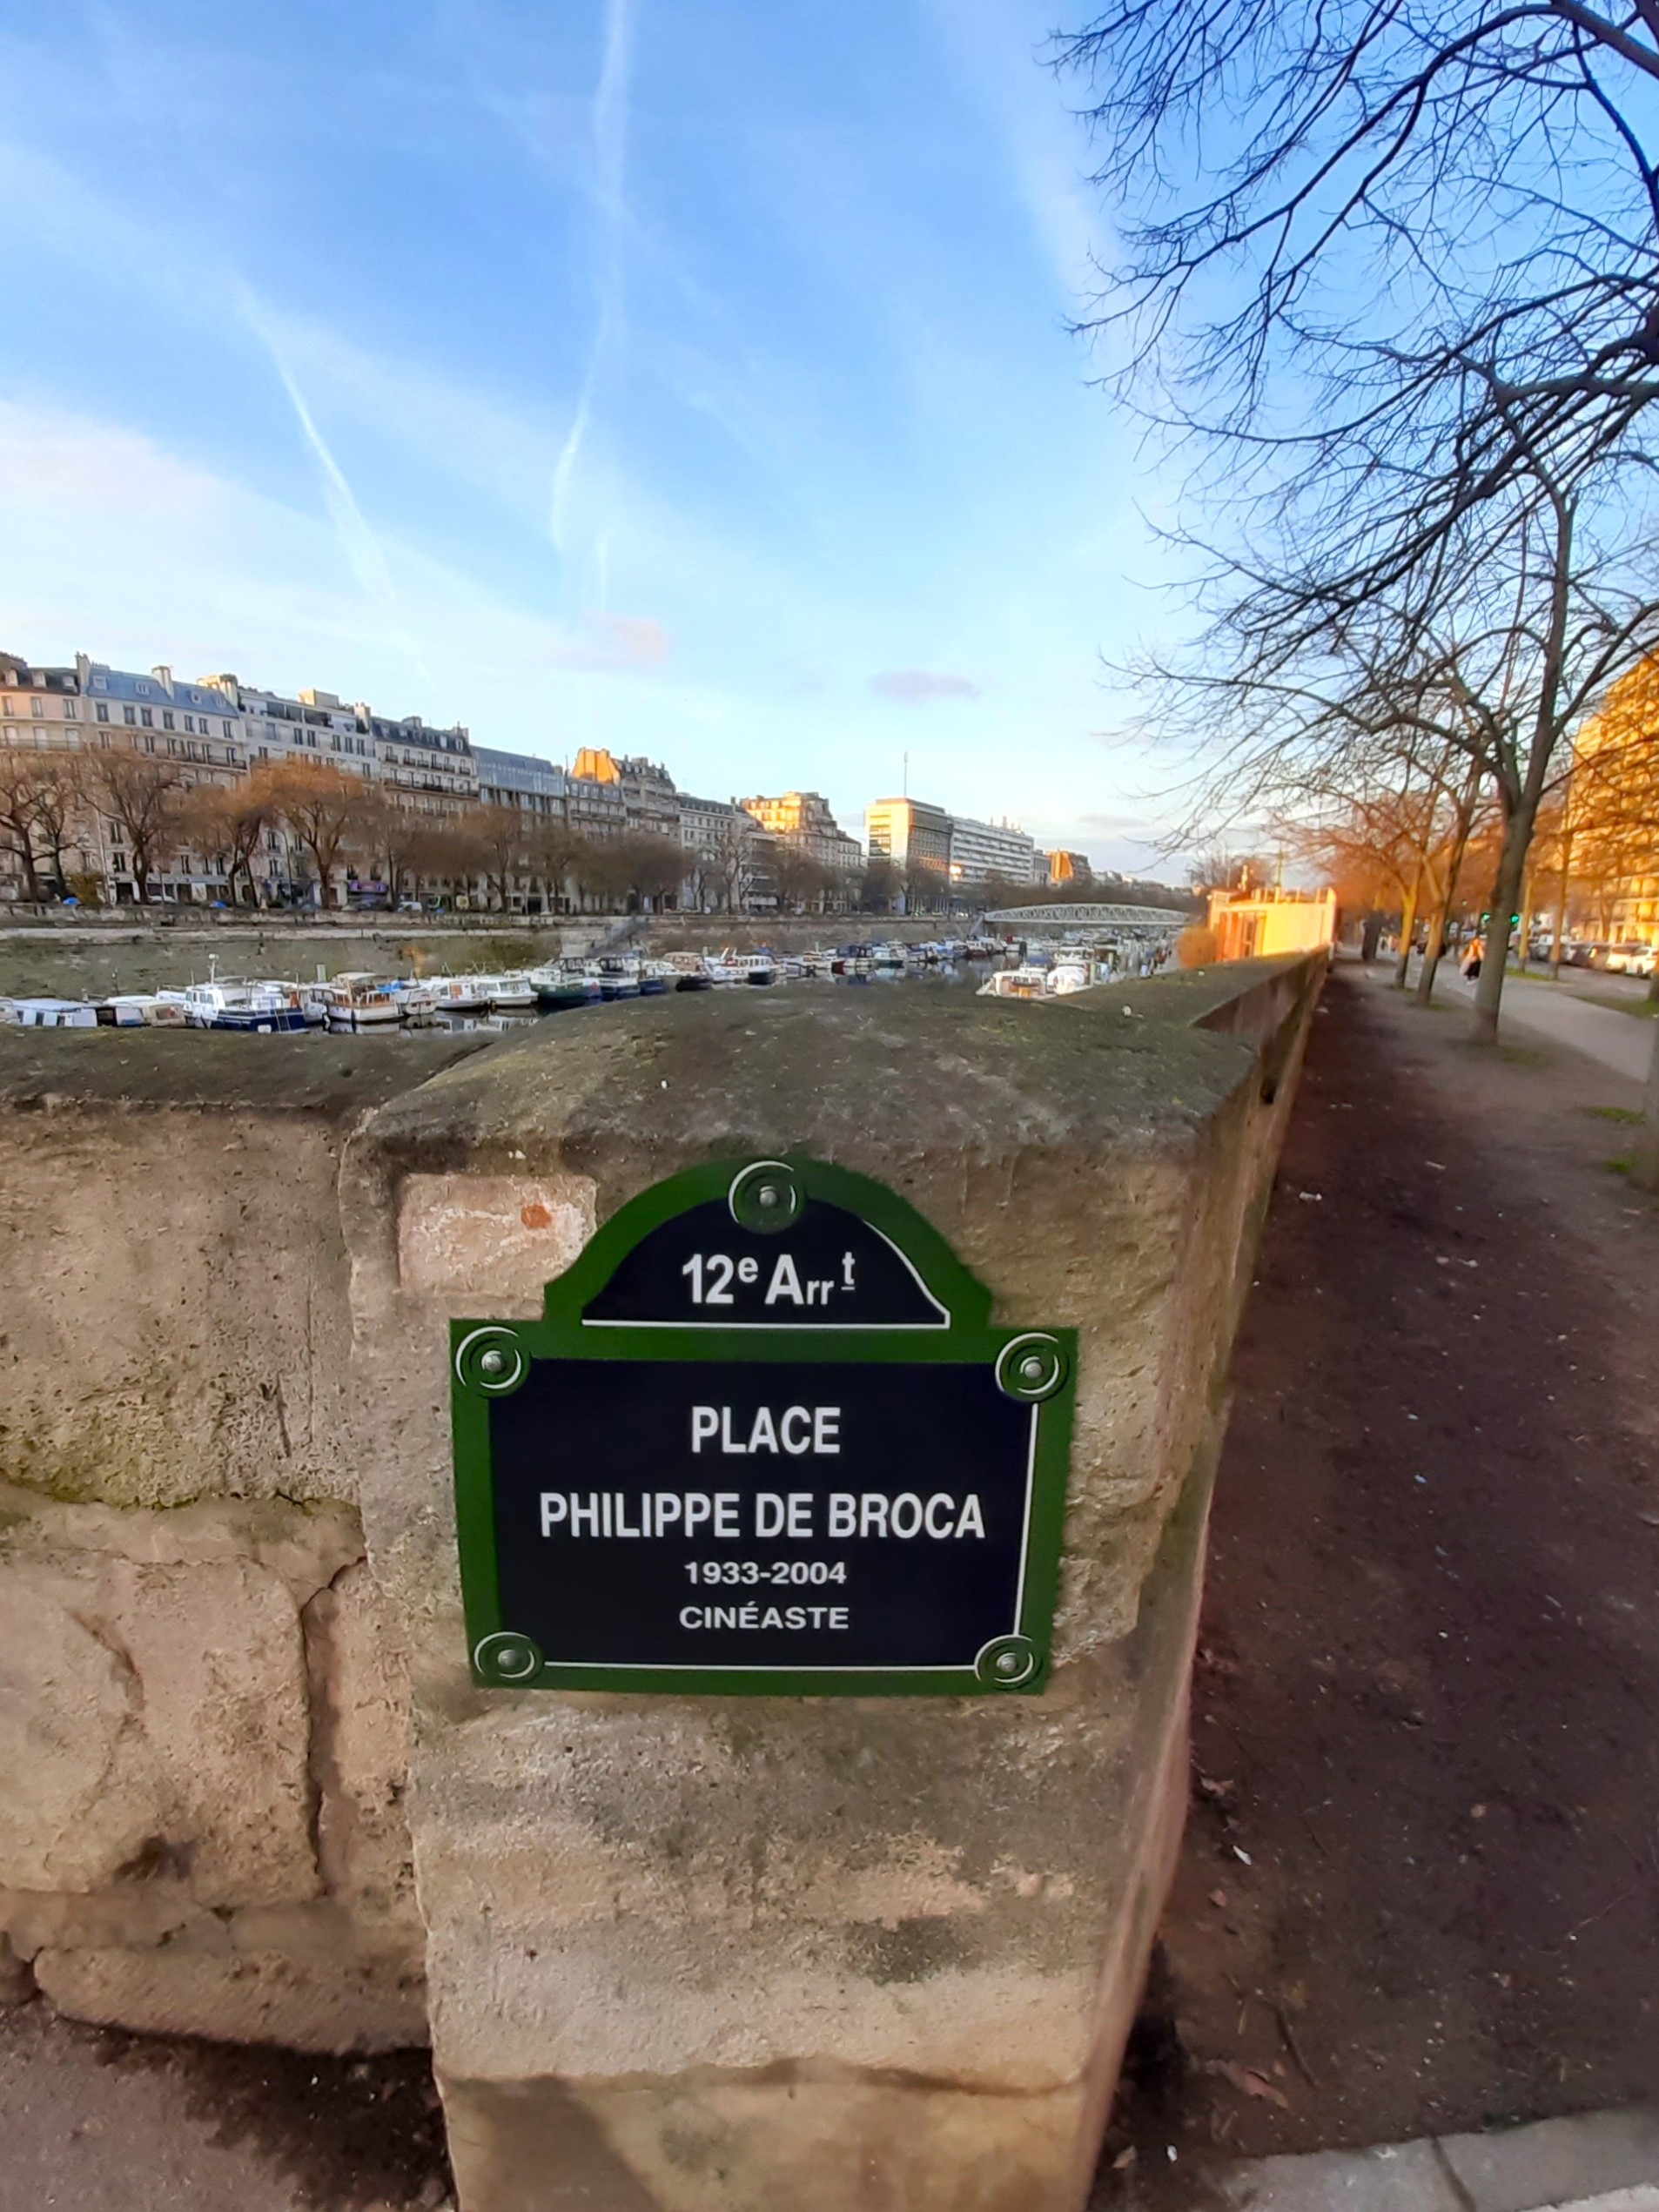 12e Arrt
PLACE
PHILIPPE DE BROCA
1933-2004
CINÉASTE